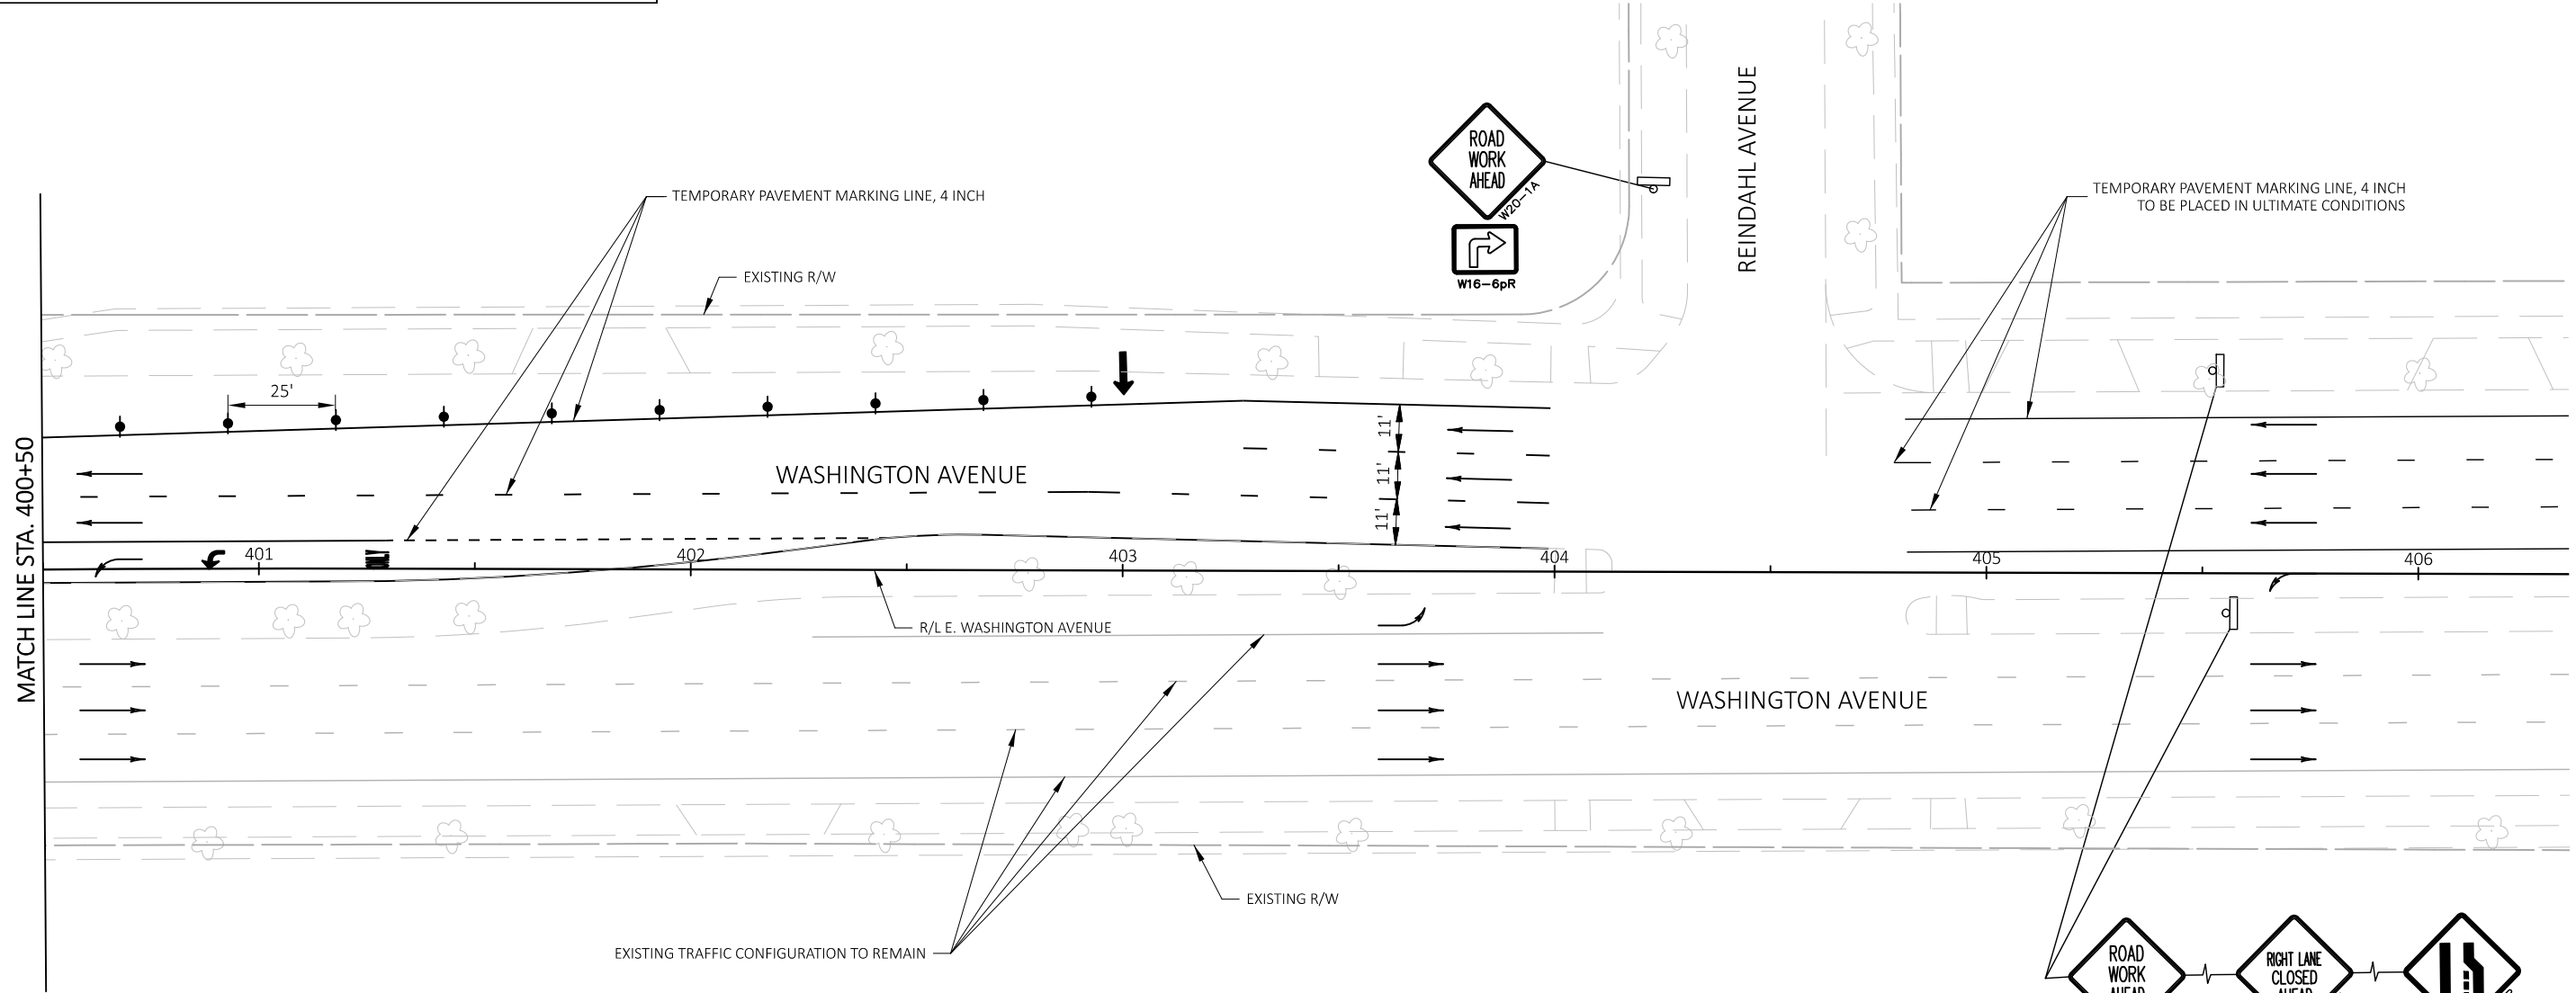 ROAD
WORK
AHEAD
W20-1A
W16-6pR
REINDAHL AVENUE
TEMPORARY PAVEMENT MARKING LINE, 4 INCH
TEMPORARY PAVEMENT MARKING LINE, 4 INCH
TO BE PLACED IN ULTIMATE CONDITIONS
EXISTING R/W
25'
11'
11'
11'
WASHINGTON AVENUE
MATCH LINE STA. 400+50
401
402
403
404
405
406
R/L E. WASHINGTON AVENUE
WASHINGTON AVENUE
EXISTING R/W
EXISTING TRAFFIC CONFIGURATION TO REMAIN
ROAD
WORK
AHEAD
RIGHT LANE
CLOSED
AHEAD